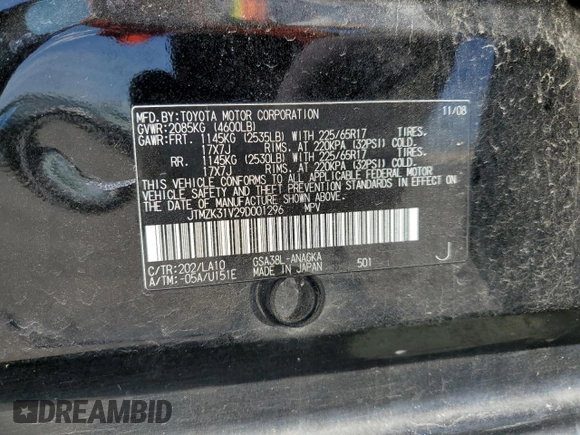 MFD. BY: TOYOTA MOTOR CORPORATION 11/08
GVWR: 2085KG (4600LB)
GAWR: FRT. 1145KG (2535LB) WITH 225/65R17 TIRES,
17X7J RIMS, AT 220KPA (32PSI) COLD.
RR. 1145KG (2530LB) WITH 225/65R17 TIRES,
17X7J RIMS, AT 220KPA (32PSI) COLD.
THIS VEHICLE CONFORMS TO ALL APPLICABLE FEDERAL MOTOR
VEHICLE SAFETY AND THEFT PREVENTION STANDARDS IN EFFECT ON
THE DATE OF MANUFACTURE SHOWN ABOVE.
JTMZK31V29D001296 MPV
C/TR: 202/LA10 GSA38L-ANAGKA J
A/TM: -05A/U151E MADE IN JAPAN 501
DREAMBID